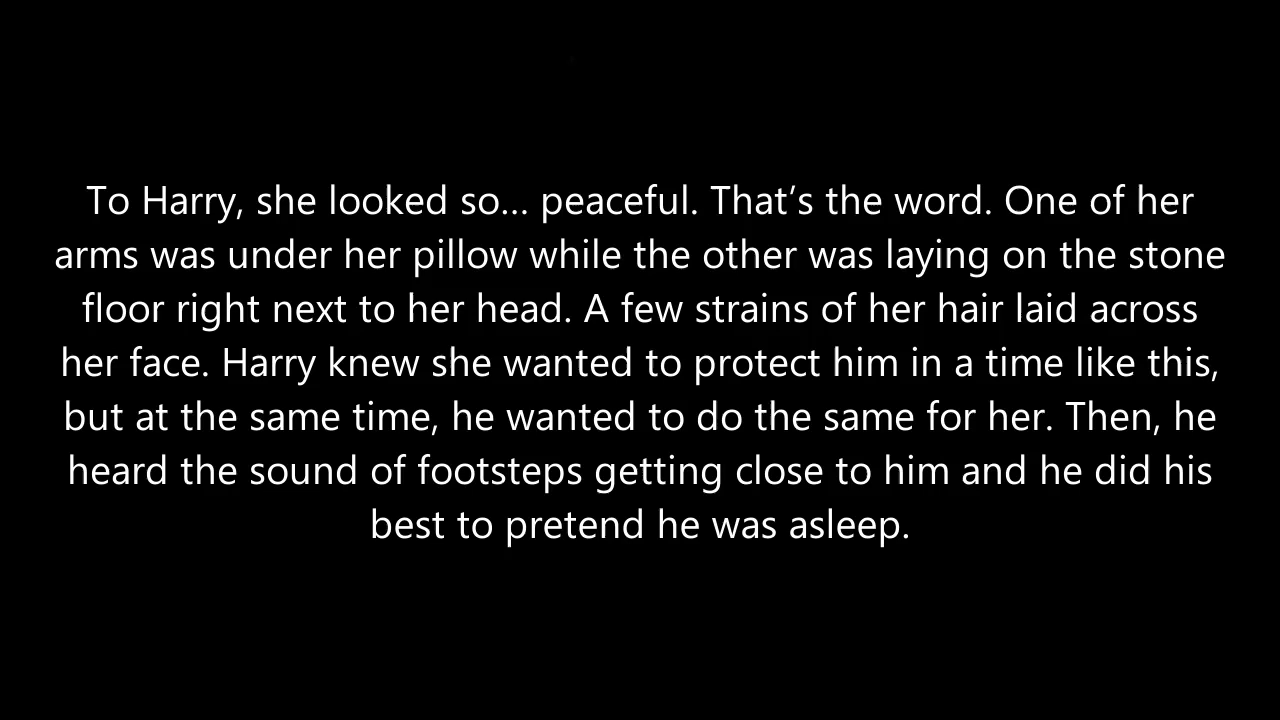 To Harry, she looked so… peaceful. That’s the word. One of her
arms was under her pillow while the other was laying on the stone
floor right next to her head. A few strains of her hair laid across
her face. Harry knew she wanted to protect him in a time like this,
but at the same time, he wanted to do the same for her. Then, he
heard the sound of footsteps getting close to him and he did his
best to pretend he was asleep.